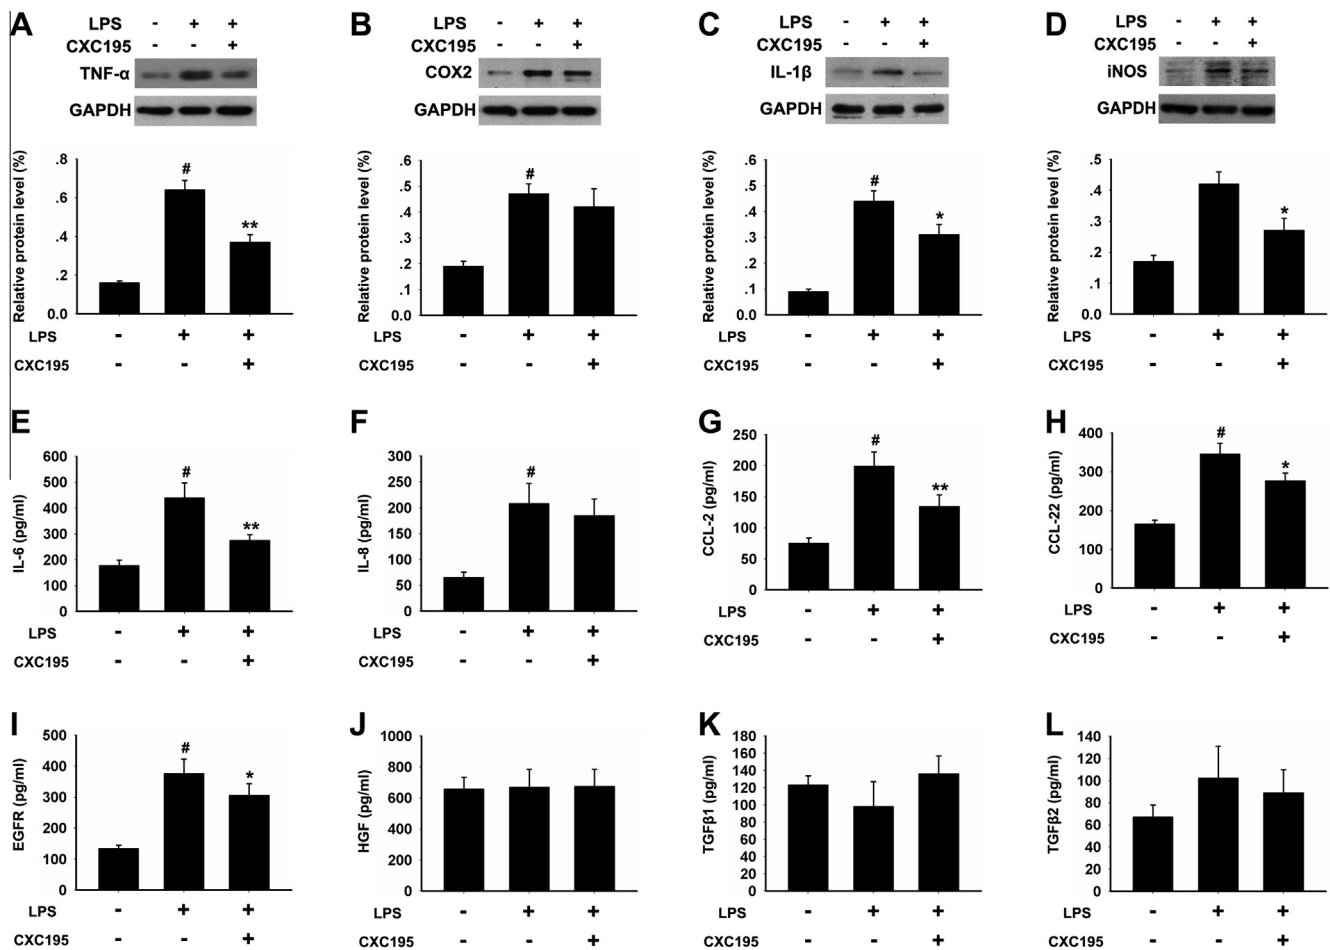 A
LPS - + +
CXC195 - - +
TNF-α
GAPDH
Relative protein level (%)
.8
.6
.4
.2
0.0
#
**
LPS - + +
CXC195 - - +
B
LPS - + +
CXC195 - - +
COX2
GAPDH
Relative protein level (%)
.6
.5
.4
.3
.2
.1
0.0
#
LPS - + +
CXC195 - - +
C
LPS - + +
CXC195 - - +
IL-1β
GAPDH
Relative protein level (%)
.6
.5
.4
.3
.2
.1
0.0
#
*
LPS - + +
CXC195 - - +
D
LPS - + +
CXC195 - - +
iNOS
GAPDH
Relative protein level (%)
.5
.4
.3
.2
.1
0.0
*
LPS - + +
CXC195 - - +
E
IL-6 (pg/ml)
600
500
400
300
200
100
0
#
**
LPS - + +
CXC195 - - +
F
IL-8 (pg/ml)
300
250
200
150
100
50
0
#
LPS - + +
CXC195 - - +
G
CCL-2 (pg/ml)
250
200
150
100
50
0
#
**
LPS - + +
CXC195 - - +
H
CCL-22 (pg/ml)
400
300
200
100
0
#
*
LPS - + +
CXC195 - - +
I
EGFR (pg/ml)
500
400
300
200
100
0
#
*
LPS - + +
CXC195 - - +
J
HGF (pg/ml)
1000
800
600
400
200
0
LPS - + +
CXC195 - - +
K
TGFβ1 (pg/ml)
180
160
140
120
100
80
60
40
20
0
LPS - + +
CXC195 - - +
L
TGFβ2 (pg/ml)
140
120
100
80
60
40
20
0
LPS - + +
CXC195 - - +